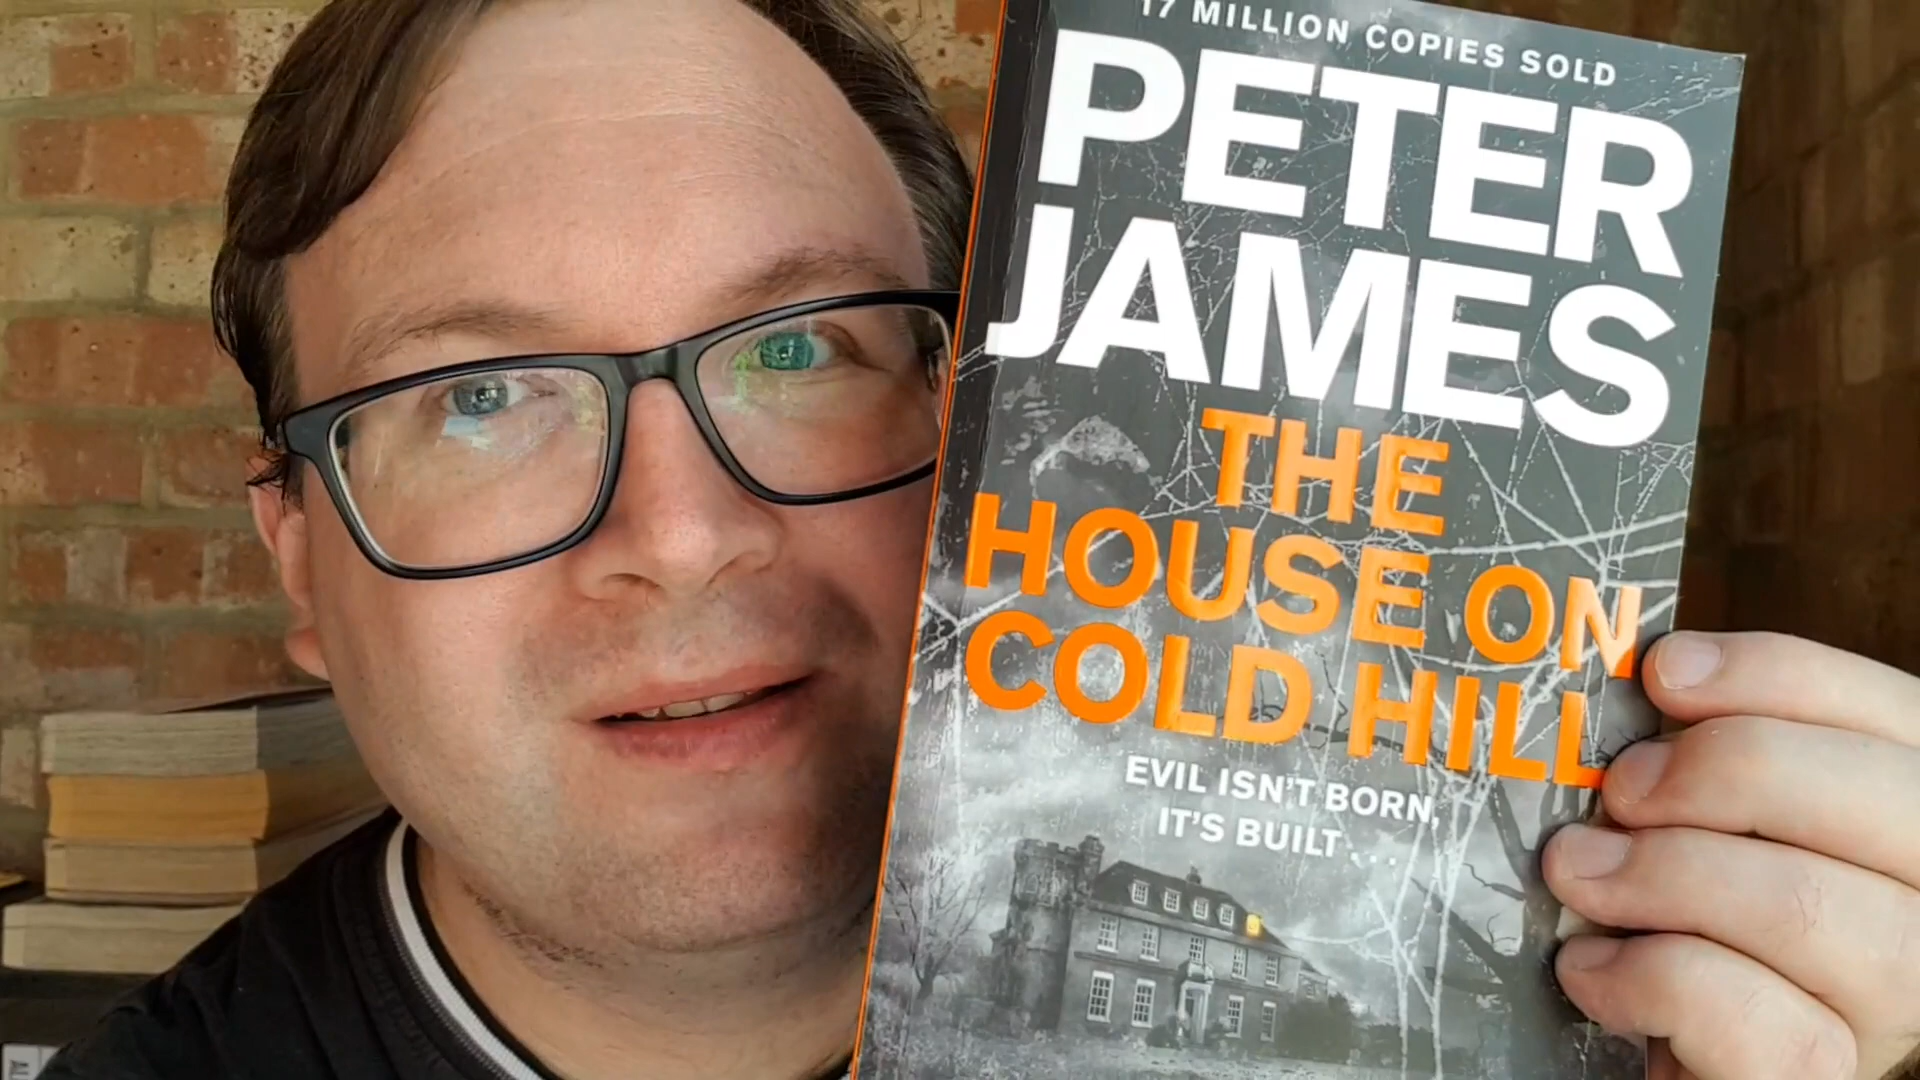 17 MILLION COPIES SOLD
PETER
JAMES
THE
HOUSE ON
COLD HILL
EVIL ISN'T BORN,
IT'S BUILT . . .